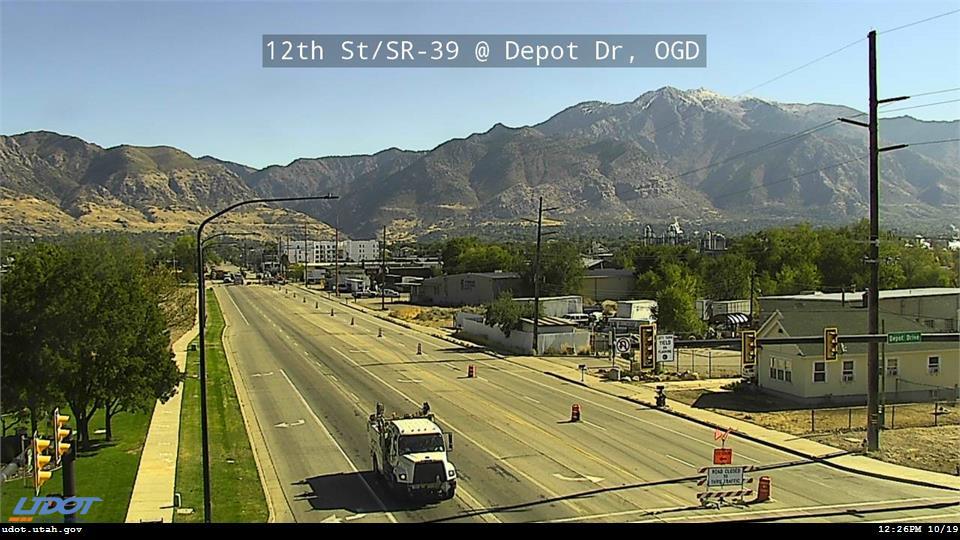 12th St/SR-39 @ Depot Dr, OGD
Depot Drive
YIELD
ROAD CLOSED
TO
THRU TRAFFIC
UDOT
udot.utah.gov
12:26PM 10/19